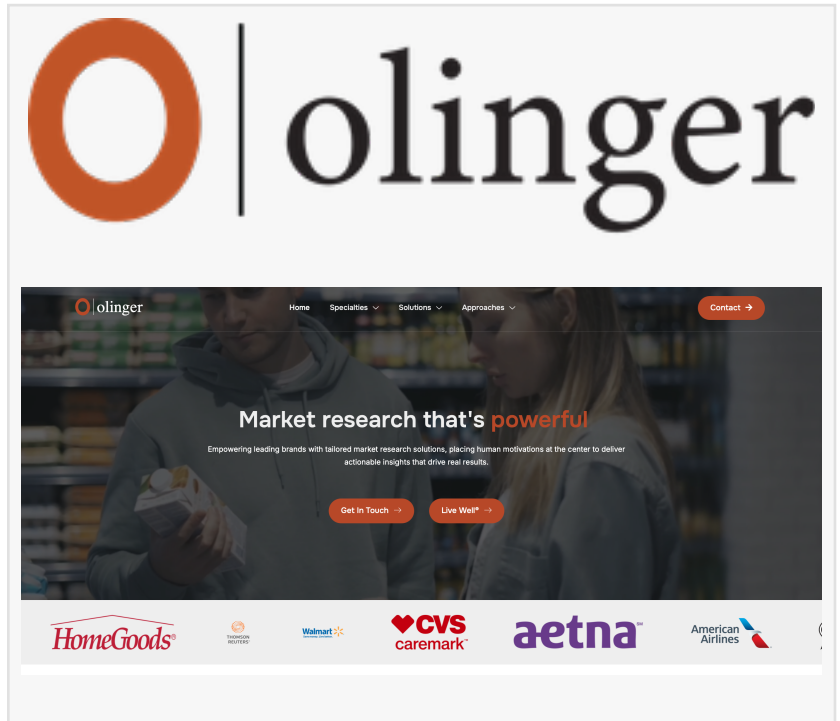 O | olinger
O | olinger
Home
Specialties
Solutions
Approaches
Contact →
Market research that's powerful
Empowering leading brands with tailored market research solutions, placing human motivations at the center to deliver
actionable insights that drive real results.
Get In Touch →
Live Well® →
HomeGoods®
THOMSON
REUTERS
Walmart
CVS
caremark™
aetna℠
American
Airlines